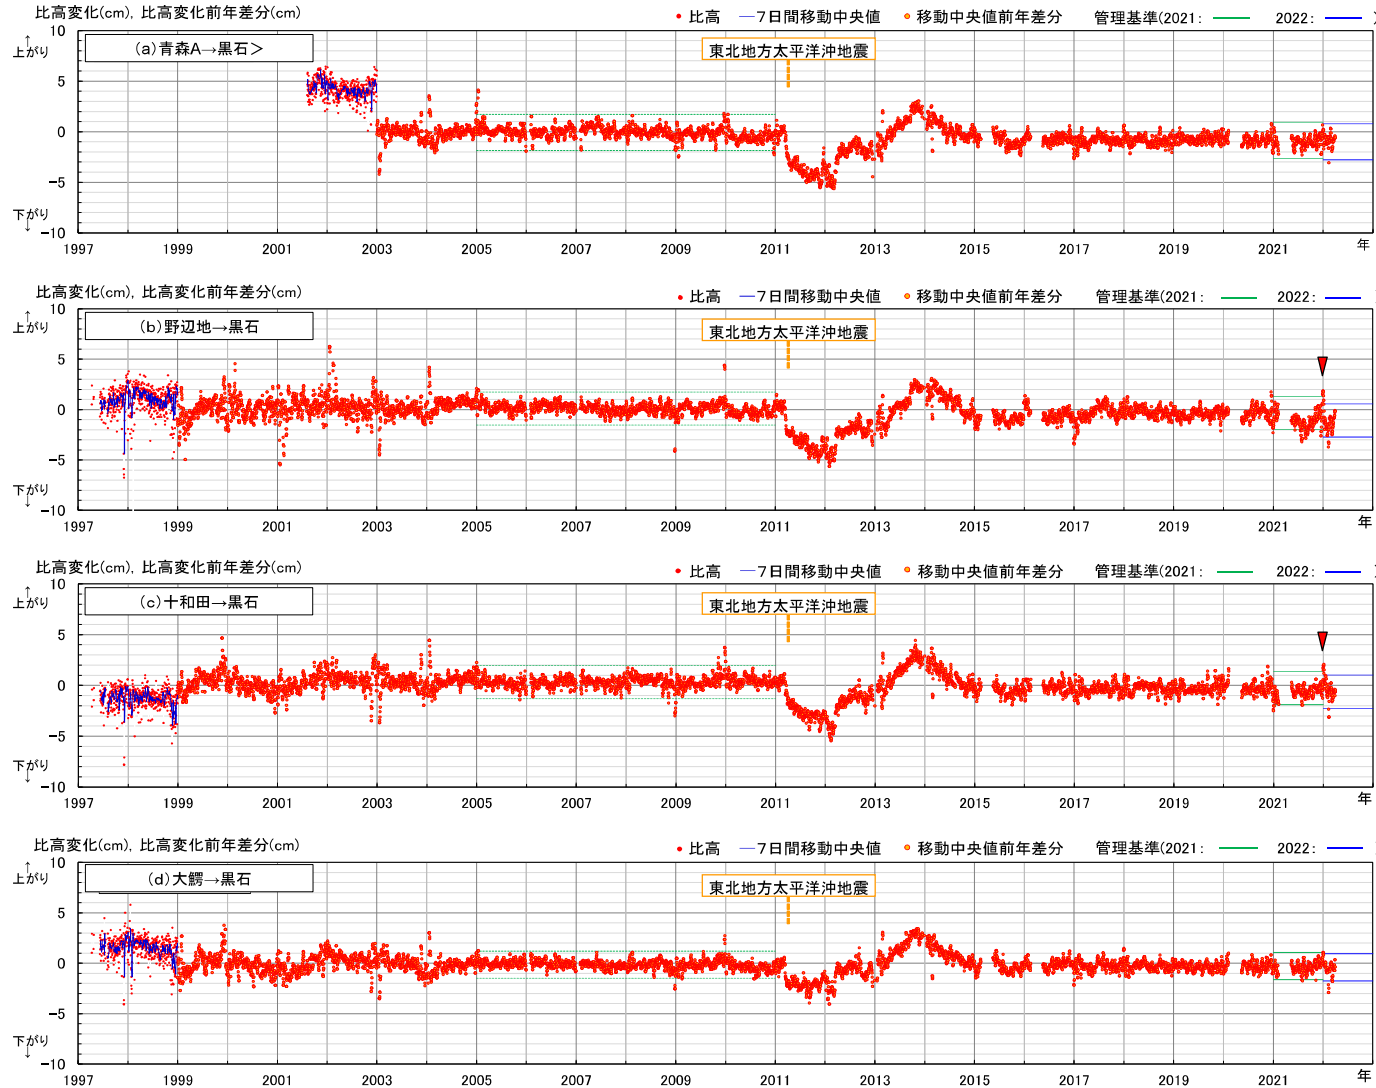 比高変化(cm), 比高変化前年差分(cm)
比高 7日間移動中央値 移動中央値前年差分 管理基準(2021: 2022: )
10
↑
上がり
(a)青森A→黒石＞
東北地方太平洋沖地震
5
0
-5
下がり
↓
-10
1997 1999 2001 2003 2005 2007 2009 2011 2013 2015 2017 2019 2021 年
比高変化(cm), 比高変化前年差分(cm)
比高 7日間移動中央値 移動中央値前年差分 管理基準(2021: 2022: )
10
↑
上がり
(b)野辺地→黒石
東北地方太平洋沖地震
5
0
-5
下がり
↓
-10
1997 1999 2001 2003 2005 2007 2009 2011 2013 2015 2017 2019 2021 年
比高変化(cm), 比高変化前年差分(cm)
比高 7日間移動中央値 移動中央値前年差分 管理基準(2021: 2022: )
10
↑
上がり
(c)十和田→黒石
東北地方太平洋沖地震
5
0
-5
下がり
↓
-10
1997 1999 2001 2003 2005 2007 2009 2011 2013 2015 2017 2019 2021 年
比高変化(cm), 比高変化前年差分(cm)
比高 7日間移動中央値 移動中央値前年差分 管理基準(2021: 2022: )
10
↑
上がり
(d)大鰐→黒石
東北地方太平洋沖地震
5
0
-5
下がり
↓
-10
1997 1999 2001 2003 2005 2007 2009 2011 2013 2015 2017 2019 2021 年